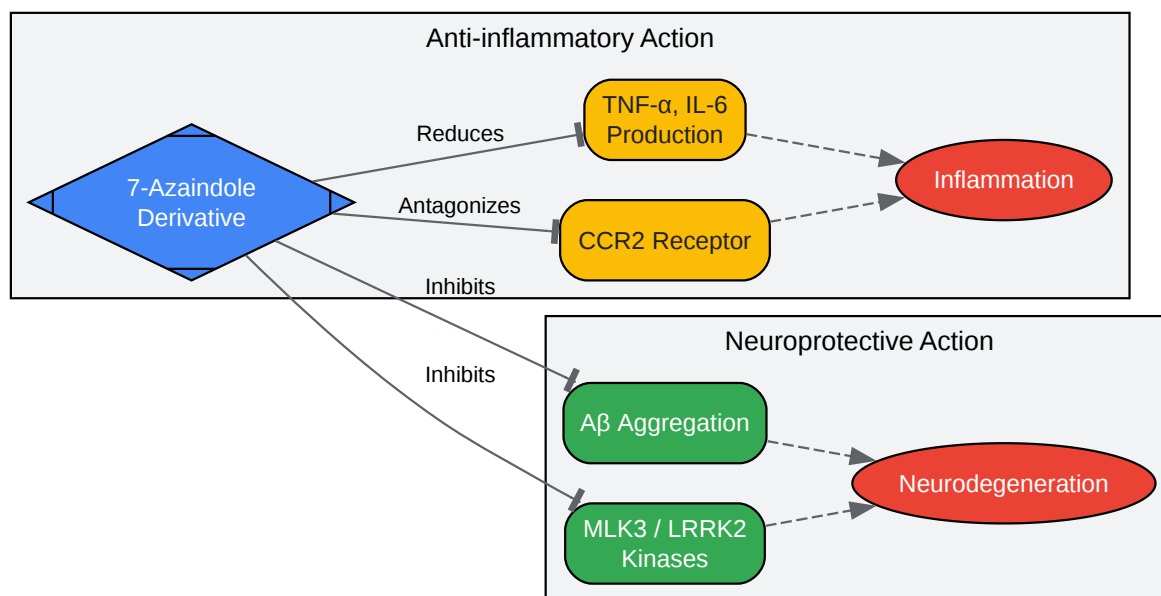 Anti-inflammatory Action
7-Azaindole
Derivative
Reduces
TNF-α, IL-6
Production
Inflammation
Antagonizes
CCR2 Receptor
Inhibits
Neuroprotective Action
Inhibits
Aβ Aggregation
Neurodegeneration
MLK3 / LRRK2
Kinases